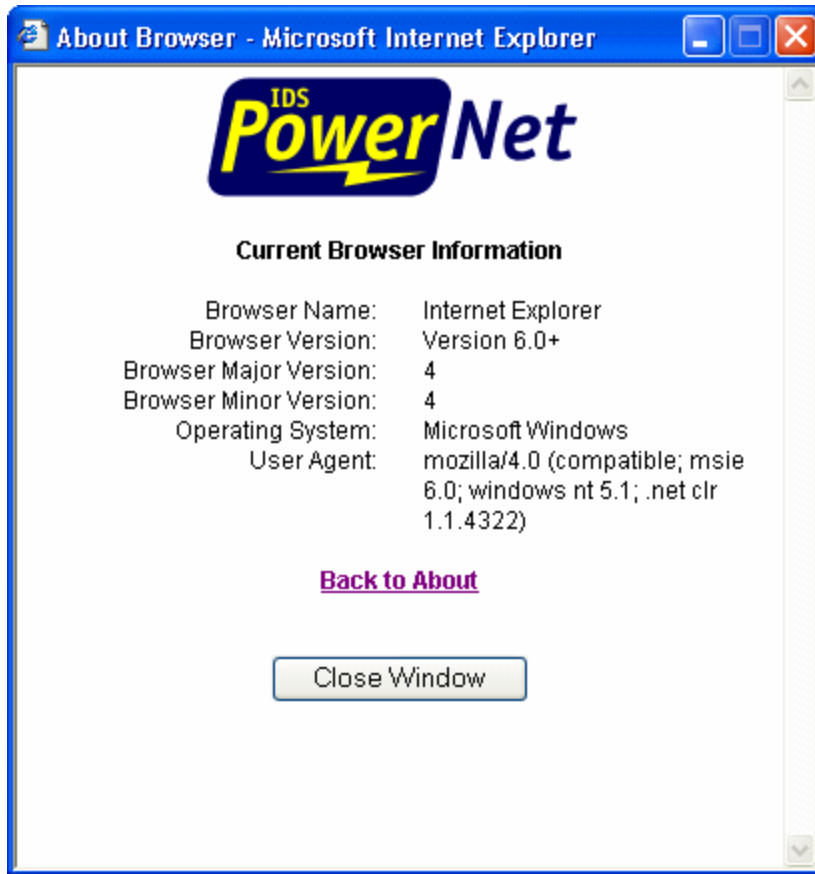 About Browser - Microsoft Internet Explorer
IDS
Power Net
Current Browser Information
Browser Name: Internet Explorer
Browser Version: Version 6.0+
Browser Major Version: 4
Browser Minor Version: 4
Operating System: Microsoft Windows
User Agent: mozilla/4.0 (compatible; msie
6.0; windows nt 5.1; .net clr
1.1.4322)
Back to About
Close Window